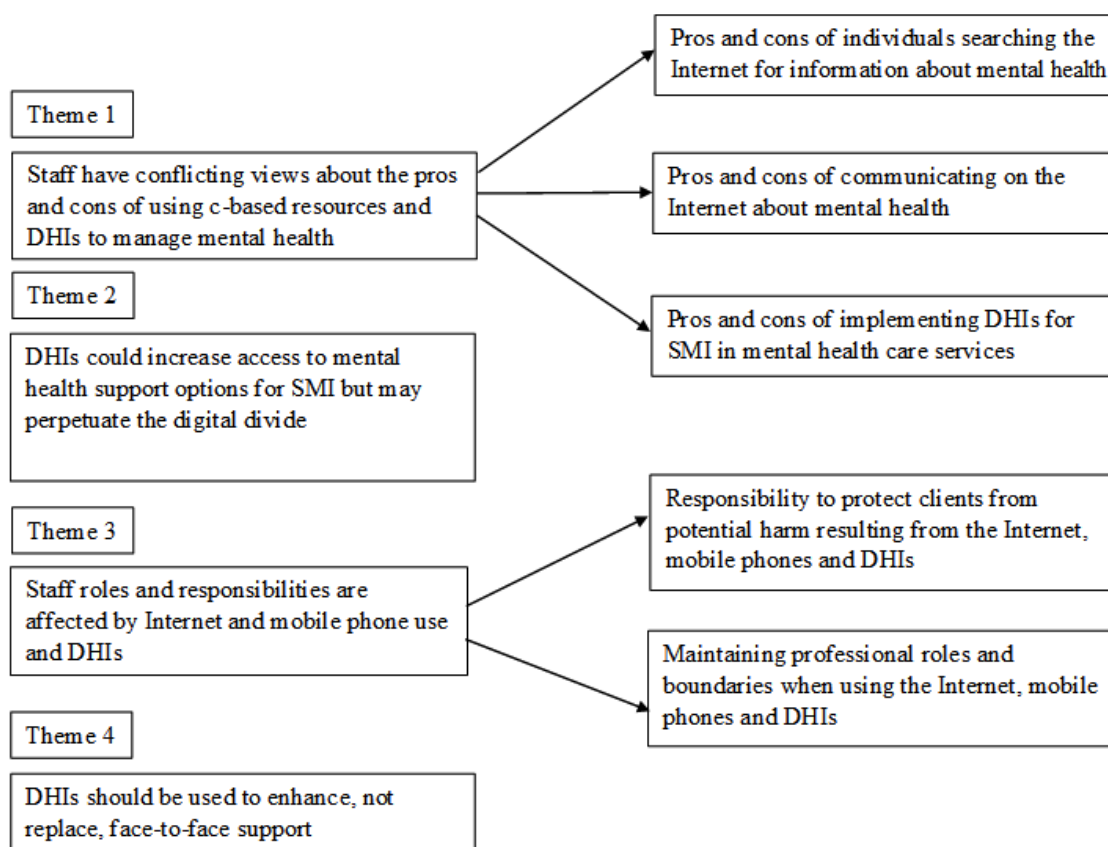 Theme 1
Staff have conflicting views about the pros
and cons of using c-based resources and
DHIs to manage mental health
Pros and cons of individuals searching the
Internet for information about mental health
Pros and cons of communicating on the
Internet about mental health
Pros and cons of implementing DHIs for
SMI in mental health care services
Theme 2
DHIs could increase access to mental
health support options for SMI but may
perpetuate the digital divide
Theme 3
Staff roles and responsibilities are
affected by Internet and mobile phone use
and DHIs
Responsibility to protect clients from
potential harm resulting from the Internet,
mobile phones and DHIs
Maintaining professional roles and
boundaries when using the Internet, mobile
phones and DHIs
Theme 4
DHIs should be used to enhance, not
replace, face-to-face support